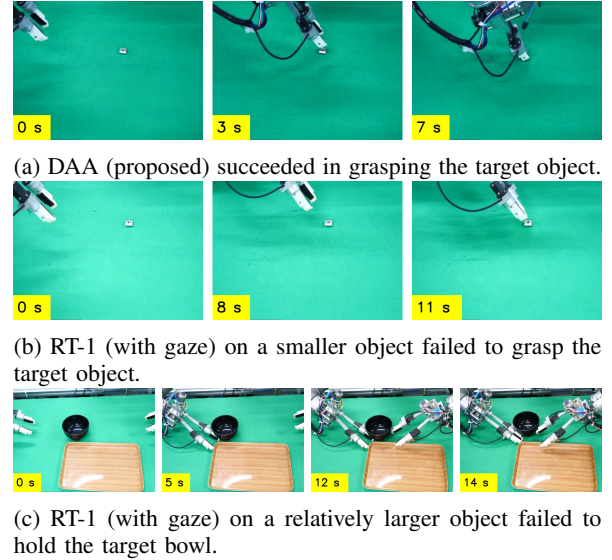 0 s
3 s
7 s
(a) DAA (proposed) succeeded in grasping the target object.
0 s
8 s
11 s
(b) RT-1 (with gaze) on a smaller object failed to grasp the
target object.
0 s
5 s
12 s
14 s
(c) RT-1 (with gaze) on a relatively larger object failed to
hold the target bowl.